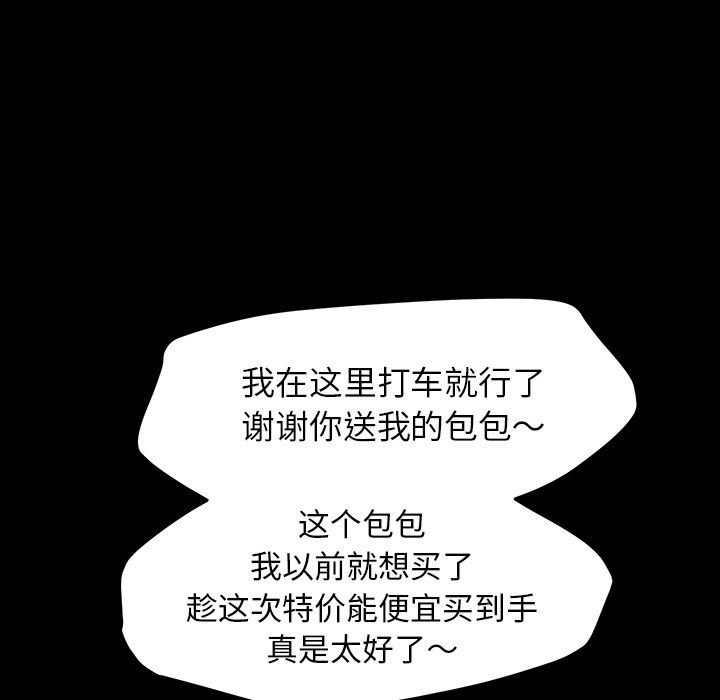 我在这里打车就行了
谢谢你送我的包包～
这个包包
我以前就想买了
趁这次特价能便宜买到手
真是太好了～